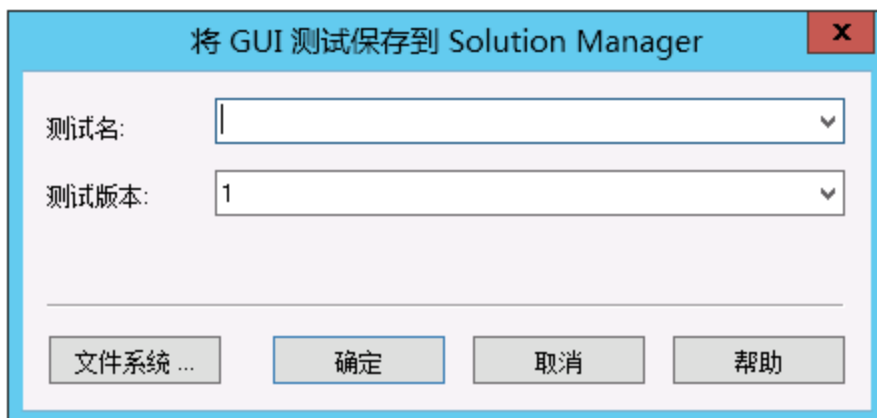 将 GUI 测试保存到 Solution Manager
x
测试名:
测试版本: 1
文件系统 ... 确定 取消 帮助